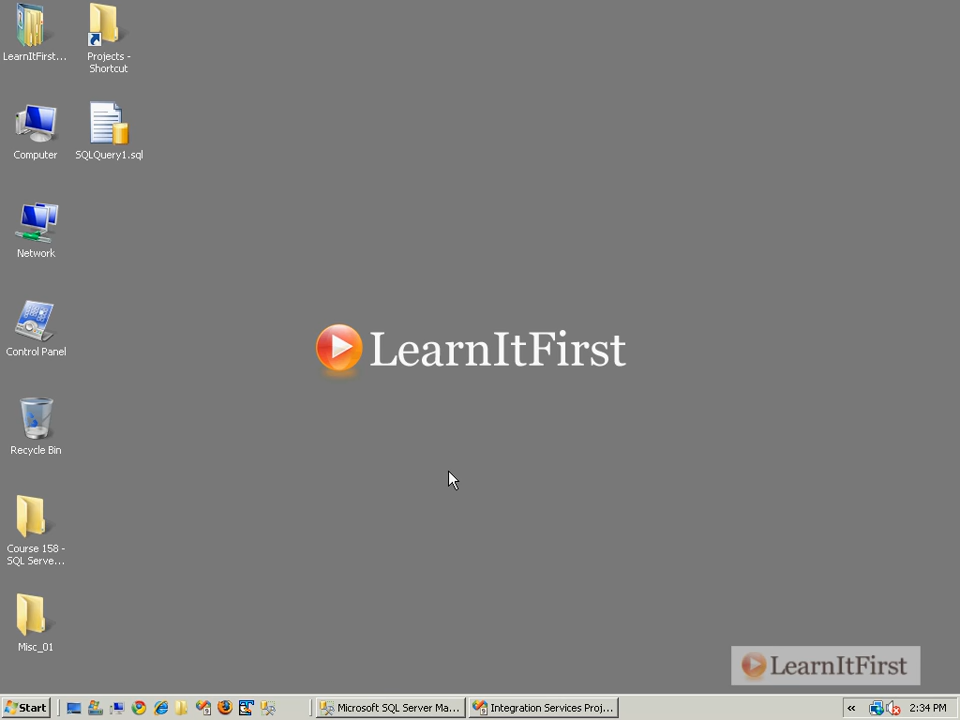 LearnItFirst...
Projects -
Shortcut
Computer
SQLQuery1.sql
Network
Control Panel
Recycle Bin
Course 158 -
SQL Serve...
Misc_01
LearnItFirst
LearnItFirst
Start
Microsoft SQL Server Ma...
Integration Services Proj...
«
2:34 PM